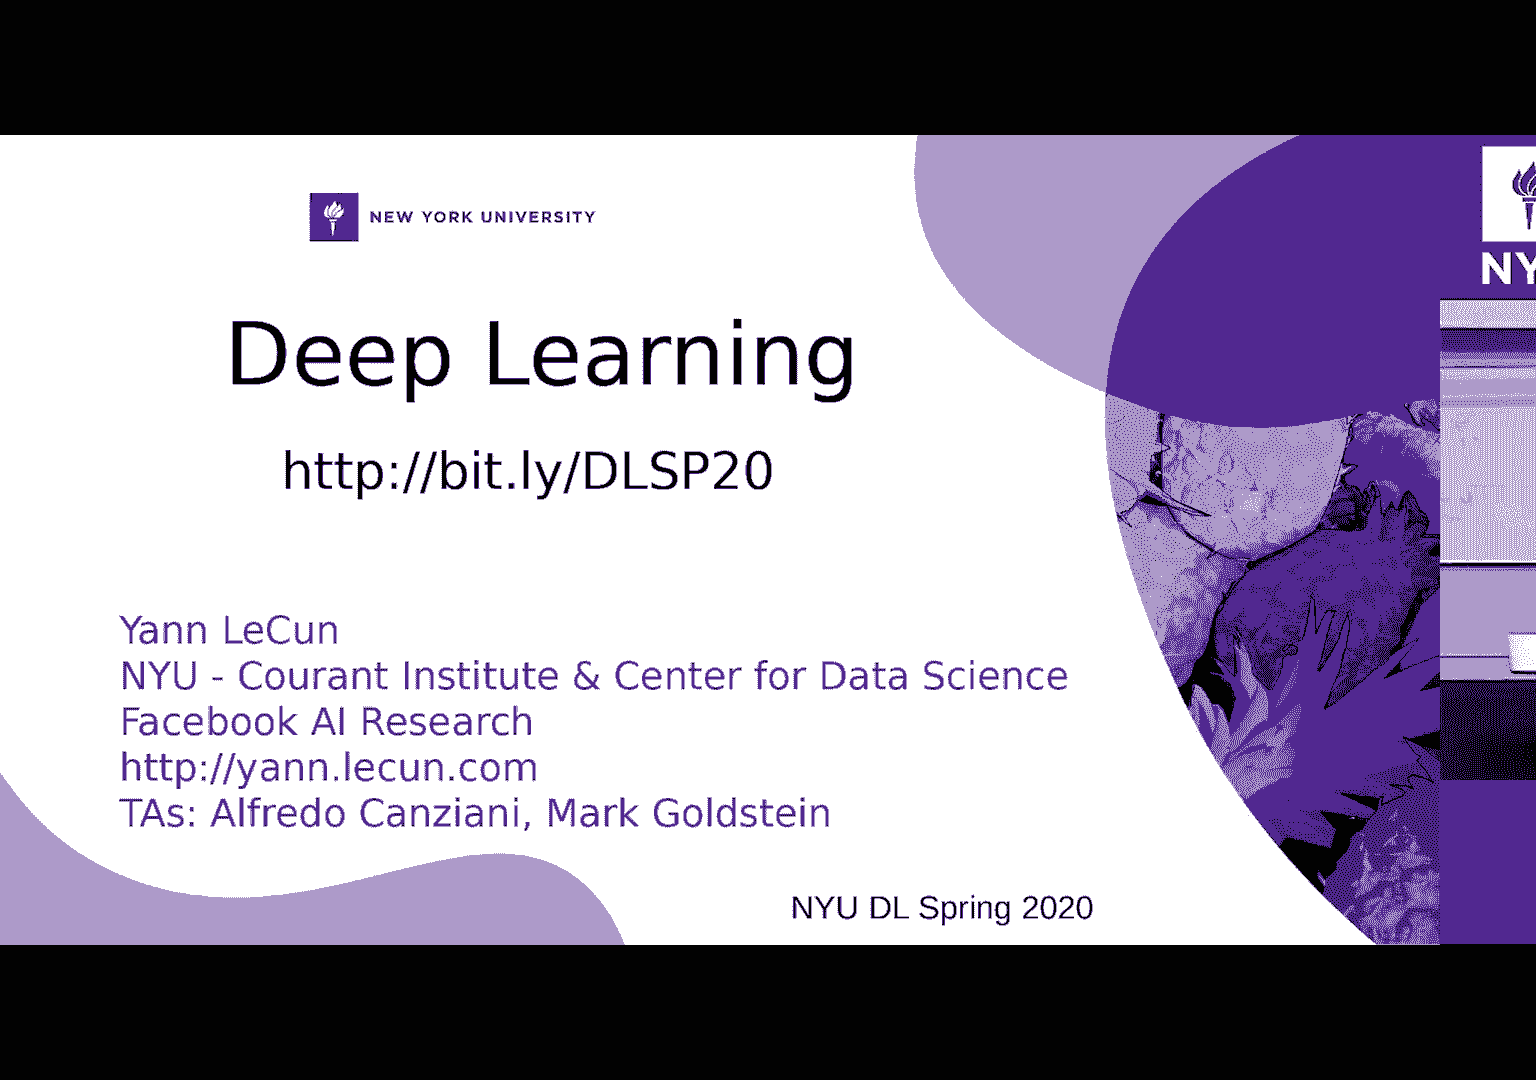 NEW YORK UNIVERSITY
NY
Deep Learning
http://bit.ly/DLSP20
Yann LeCun
NYU - Courant Institute & Center for Data Science
Facebook AI Research
http://yann.lecun.com
TAs: Alfredo Canziani, Mark Goldstein
NYU DL Spring 2020